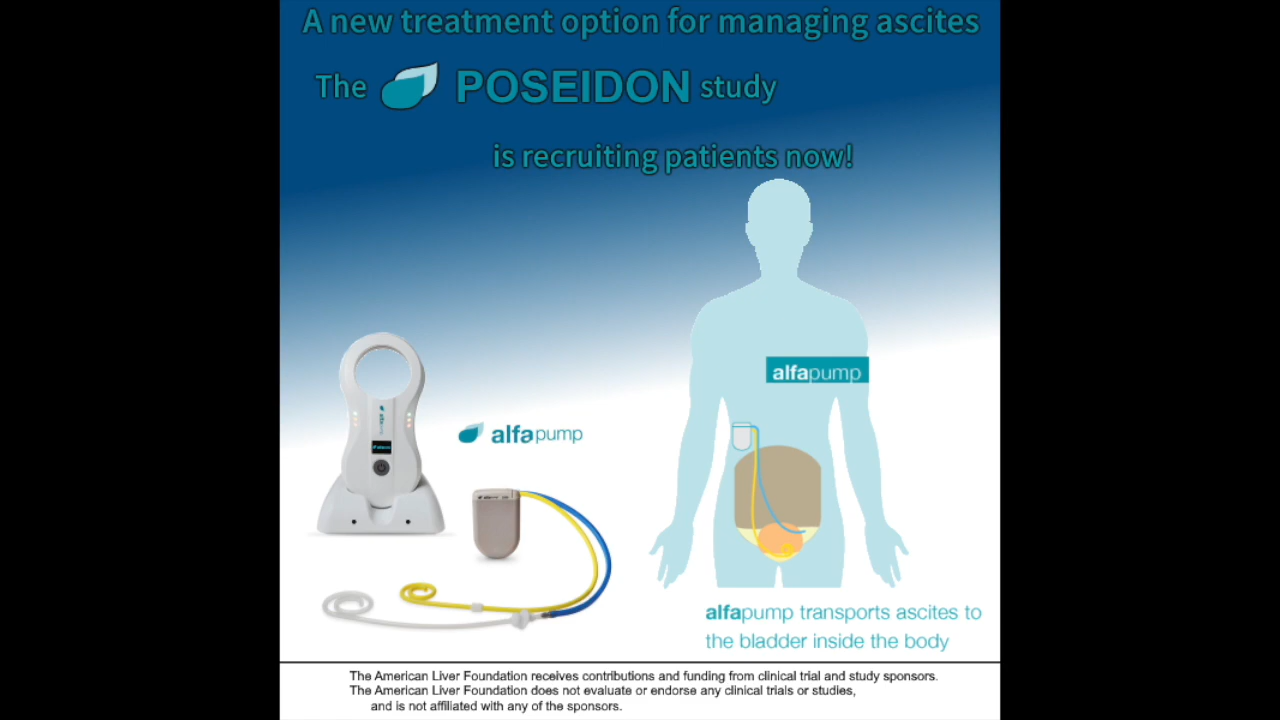 A new treatment option for managing ascites
The POSEIDON study
is recruiting patients now!
alfapump
alfapump
alfapump transports ascites to
the bladder inside the body
The American Liver Foundation receives contributions and funding from clinical trial and study sponsors.
The American Liver Foundation does not evaluate or endorse any clinical trials or studies,
and is not affiliated with any of the sponsors.